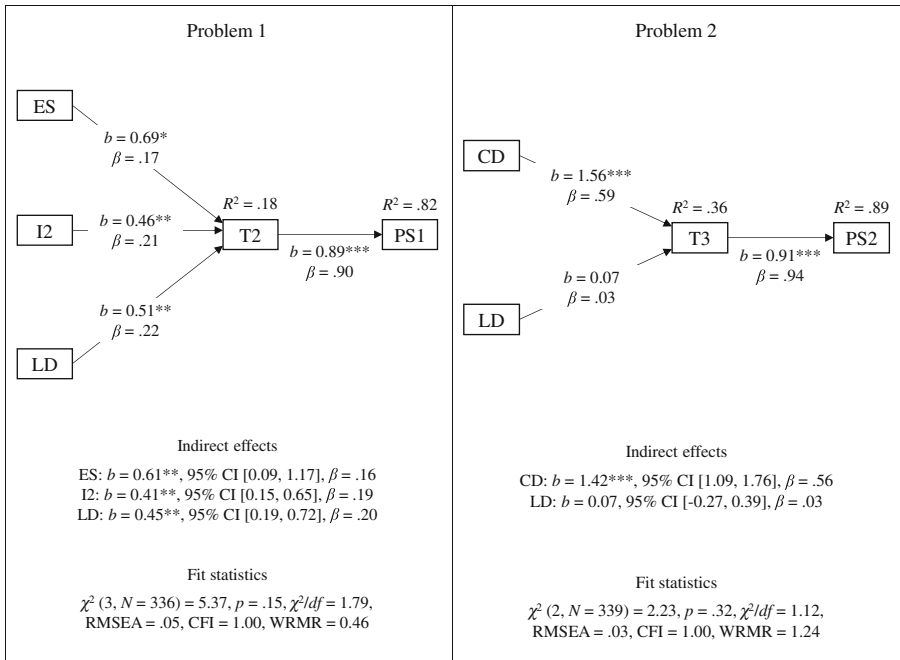 Problem 1
ES
b = 0.69*
β = .17
I2
b = 0.46**
β = .21
LD
b = 0.51**
β = .22
R² = .18
T2
b = 0.89***
β = .90
R² = .82
PS1
Indirect effects
ES: b = 0.61**, 95% CI [0.09, 1.17], β = .16
I2: b = 0.41**, 95% CI [0.15, 0.65], β = .19
LD: b = 0.45**, 95% CI [0.19, 0.72], β = .20
Fit statistics
χ² (3, N = 336) = 5.37, p = .15, χ²/df = 1.79,
RMSEA = .05, CFI = 1.00, WRMR = 0.46
Problem 2
CD
b = 1.56***
β = .59
LD
b = 0.07
β = .03
R² = .36
T3
b = 0.91***
β = .94
R² = .89
PS2
Indirect effects
CD: b = 1.42***, 95% CI [1.09, 1.76], β = .56
LD: b = 0.07, 95% CI [-0.27, 0.39], β = .03
Fit statistics
χ² (2, N = 339) = 2.23, p = .32, χ²/df = 1.12,
RMSEA = .03, CFI = 1.00, WRMR = 1.24